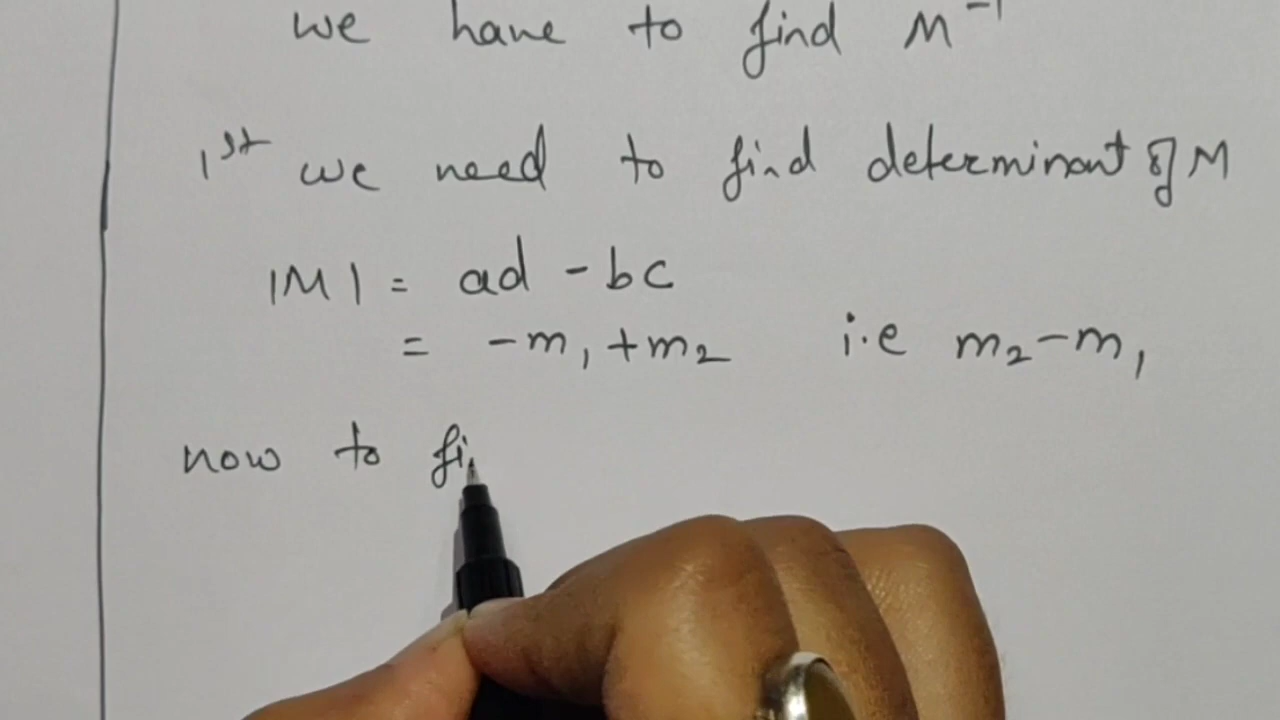 we have to find M⁻¹
1st we need to find determinant of M
|M| = ad - bc
= -m₁ + m₂ i.e m₂ - m₁
now to fi